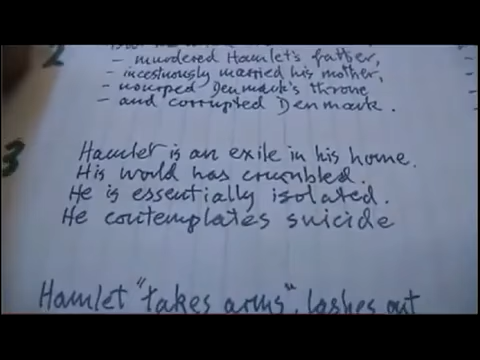 2
- murdered Hamlet's father,
- incestuously married his mother,
- usurped Denmark's throne
- and corrupted Denmark.
3
Hamlet is an exile in his home.
His world has crumbled.
He is essentially isolated.
He contemplates suicide
Hamlet "takes arms", lashes out